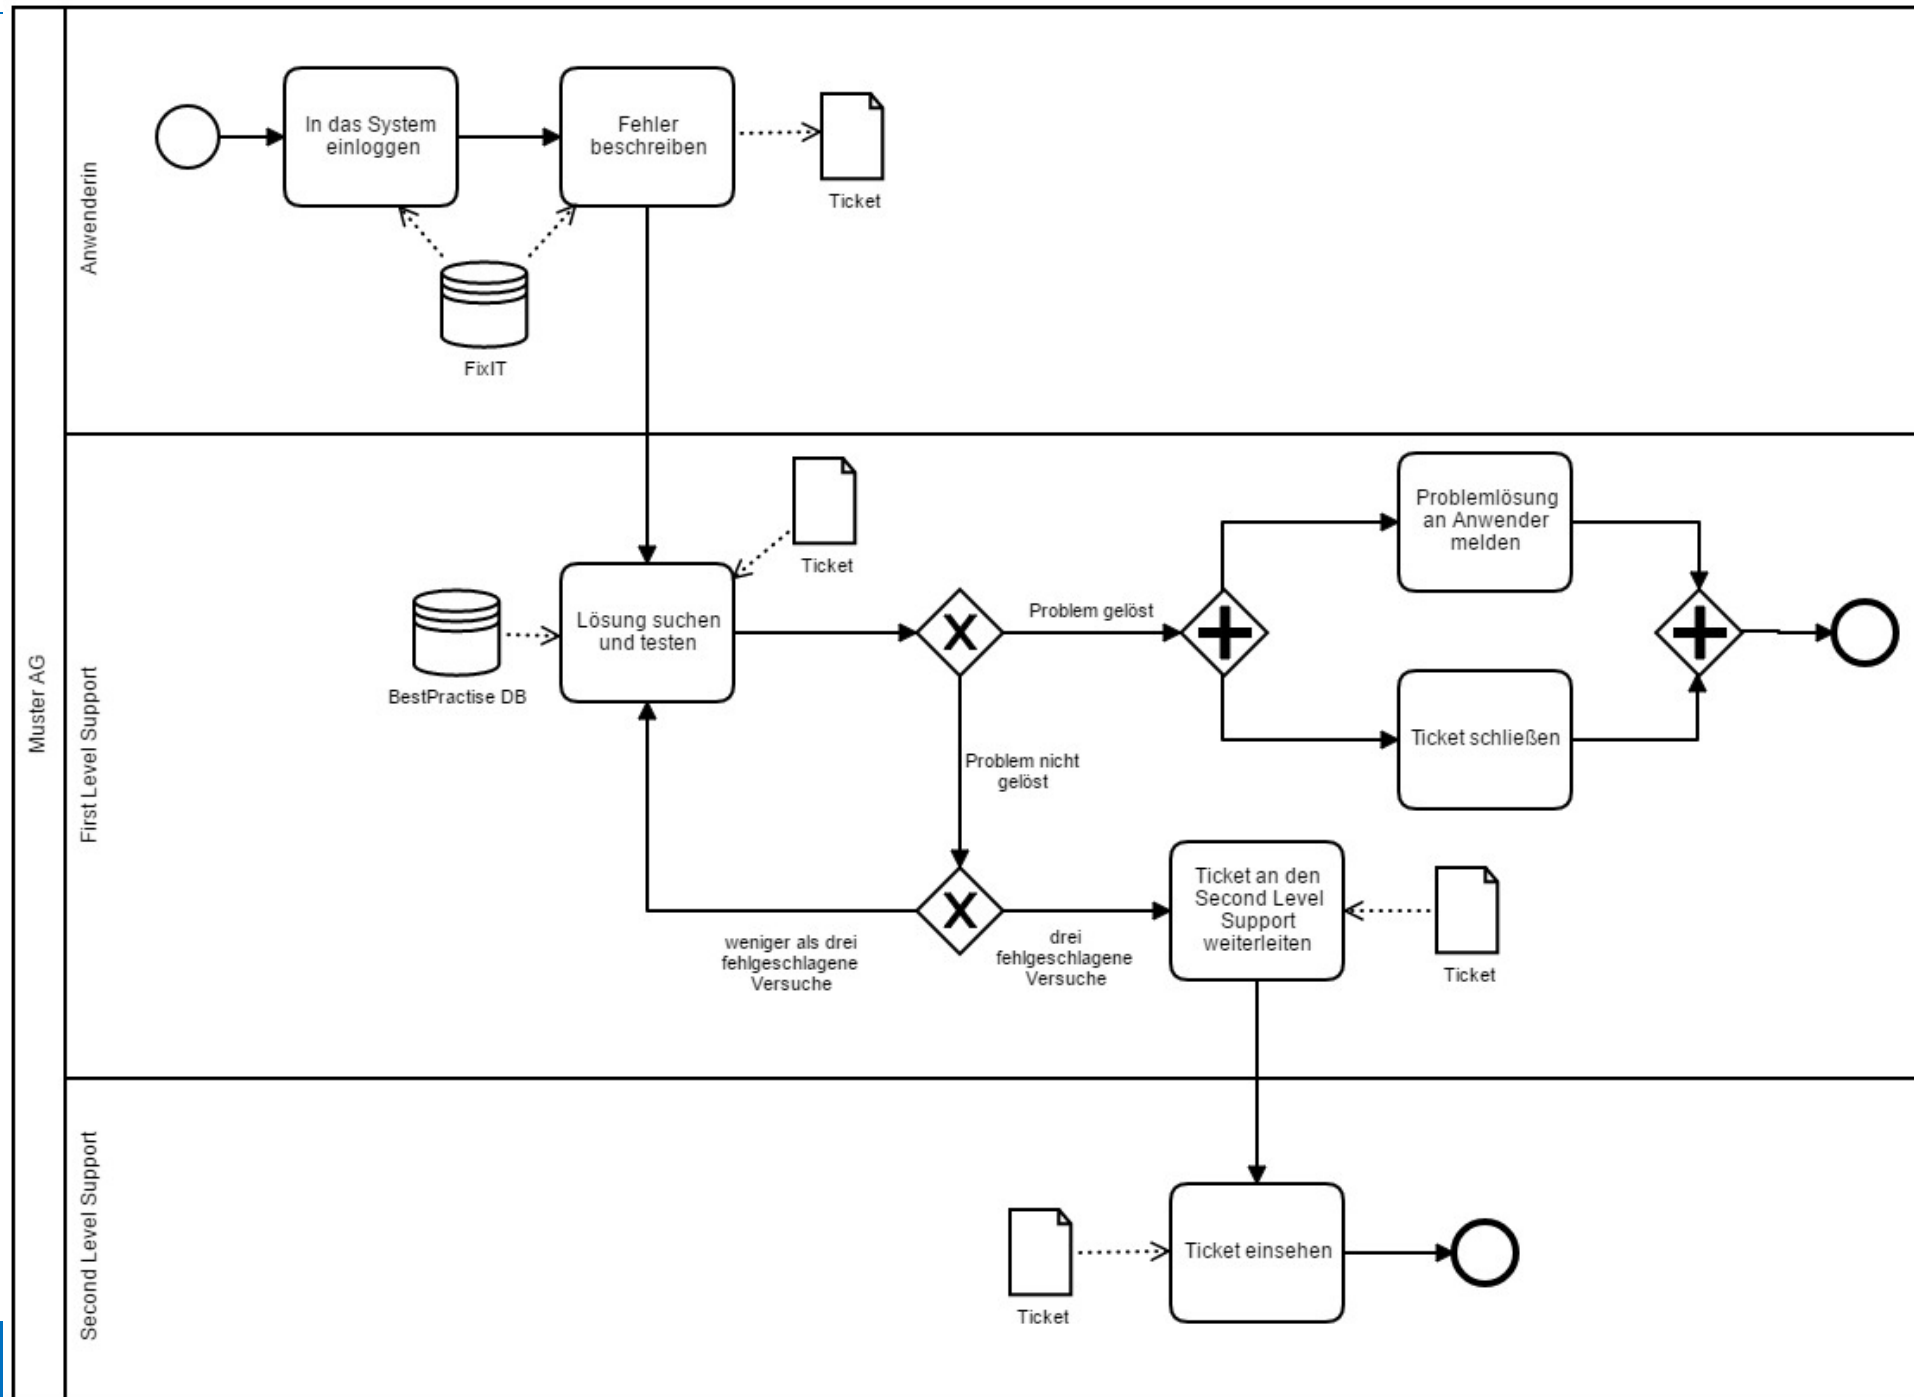 Muster AG
Anwenderin
In das System
einloggen
Fehler
beschreiben
Ticket
FixIT
First Level Support
Ticket
Lösung suchen
und testen
BestPractise DB
X
Problem gelöst
Problemlösung
an Anwender
melden
Ticket schließen
Problem nicht
gelöst
X
weniger als drei
fehlgeschlagene
Versuche
drei
fehlgeschlagene
Versuche
Ticket an den
Second Level
Support
weiterleiten
Ticket
Second Level Support
Ticket
Ticket einsehen